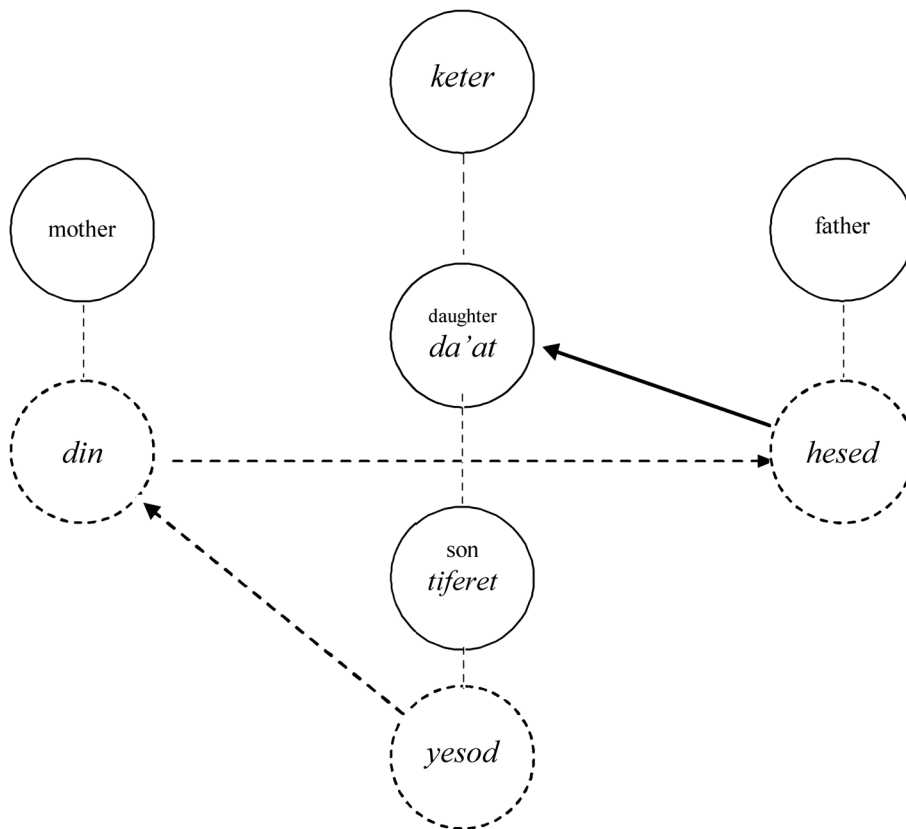 keter
mother
father
daughter
da’at
din
hesed
son
tiferet
yesod